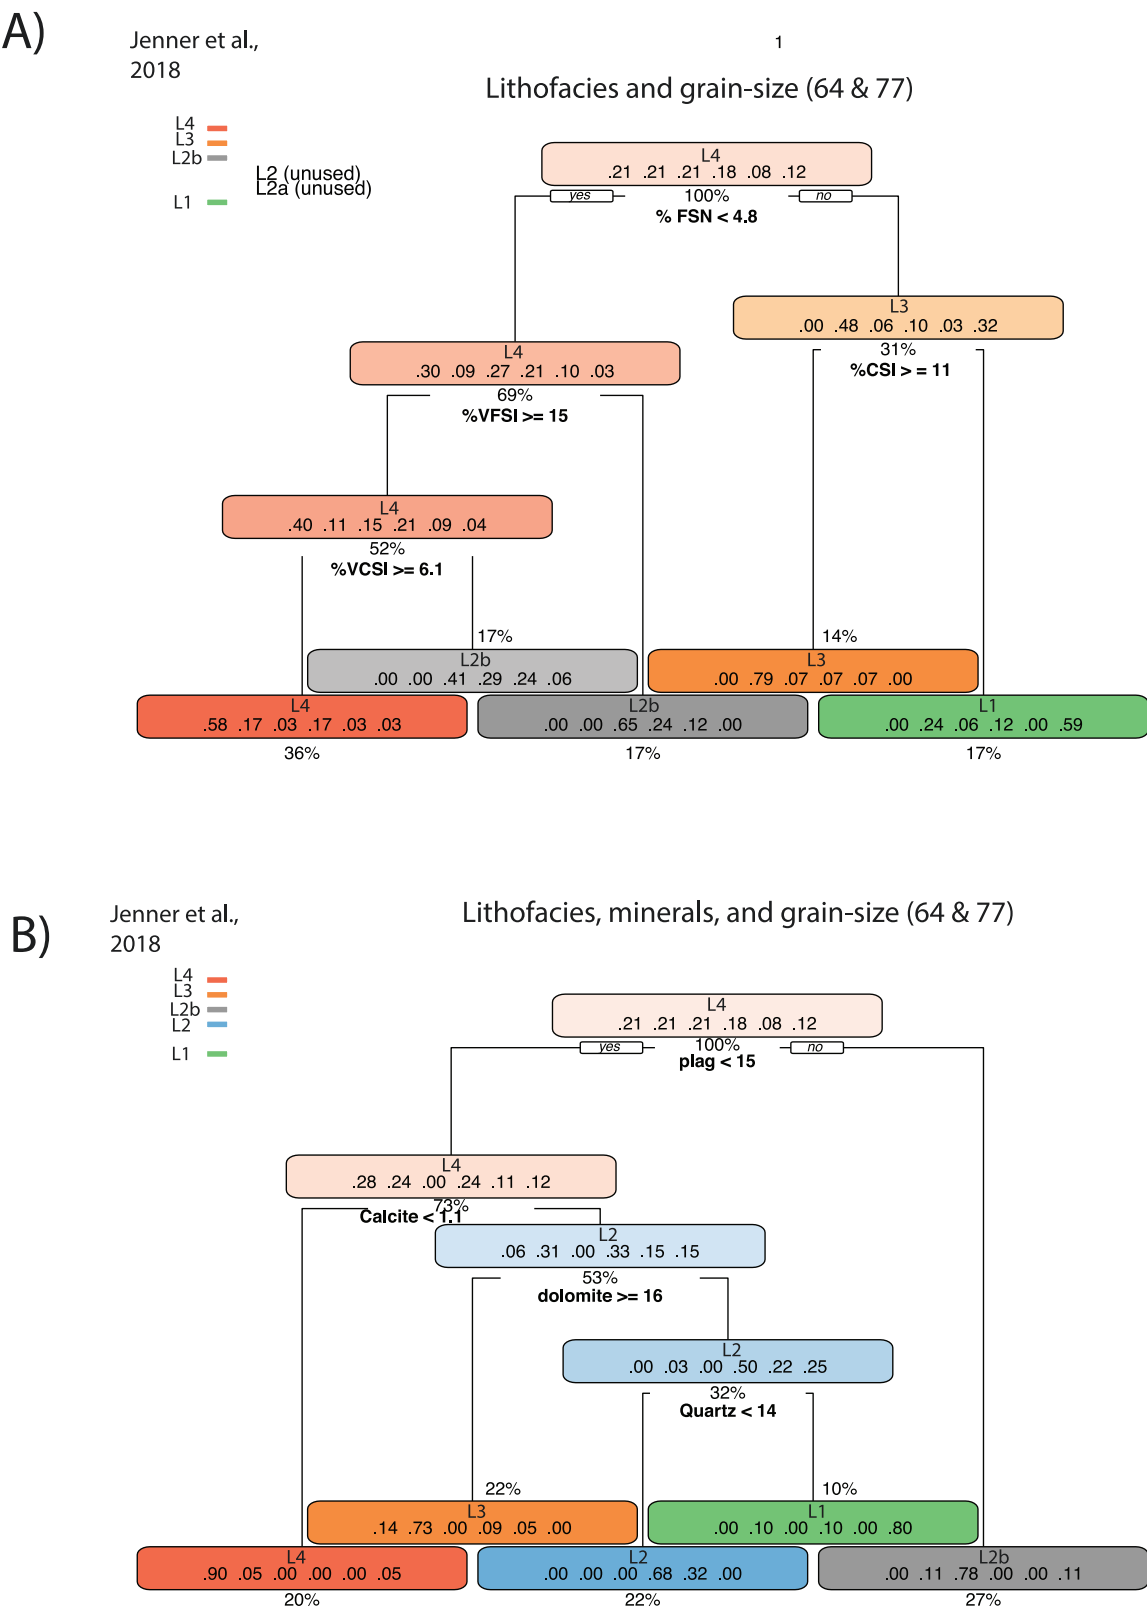 A)
Jenner et al.,
2018
1
Lithofacies and grain-size (64 & 77)
L4
L3
L2b
L2 (unused)
L2a (unused)
L1
L4
.21 .21 .21 .18 .08 .12
yes 100% no
% FSN < 4.8
L3
.00 .48 .06 .10 .03 .32
31%
%CSI > = 11
L4
.30 .09 .27 .21 .10 .03
69%
%VFSI >= 15
L4
.40 .11 .15 .21 .09 .04
52%
%VCSI >= 6.1
17%
14%
L2b
.00 .00 .41 .29 .24 .06
L3
.00 .79 .07 .07 .07 .00
L4
.58 .17 .03 .17 .03 .03
L2b
.00 .00 .65 .24 .12 .00
L1
.00 .24 .06 .12 .00 .59
36%
17%
17%
B)
Jenner et al.,
2018
Lithofacies, minerals, and grain-size (64 & 77)
L4
L3
L2b
L2
L1
L4
.21 .21 .21 .18 .08 .12
yes 100% no
plag < 15
L4
.28 .24 .00 .24 .11 .12
73%
Calcite < 1.1
L2
.06 .31 .00 .33 .15 .15
53%
dolomite >= 16
L2
.00 .03 .00 .50 .22 .25
32%
Quartz < 14
22%
10%
L3
.14 .73 .00 .09 .05 .00
L1
.00 .10 .00 .10 .00 .80
L4
.90 .05 .00 .00 .00 .05
L2
.00 .00 .00 .68 .32 .00
L2b
.00 .11 .78 .00 .00 .11
20%
22%
27%